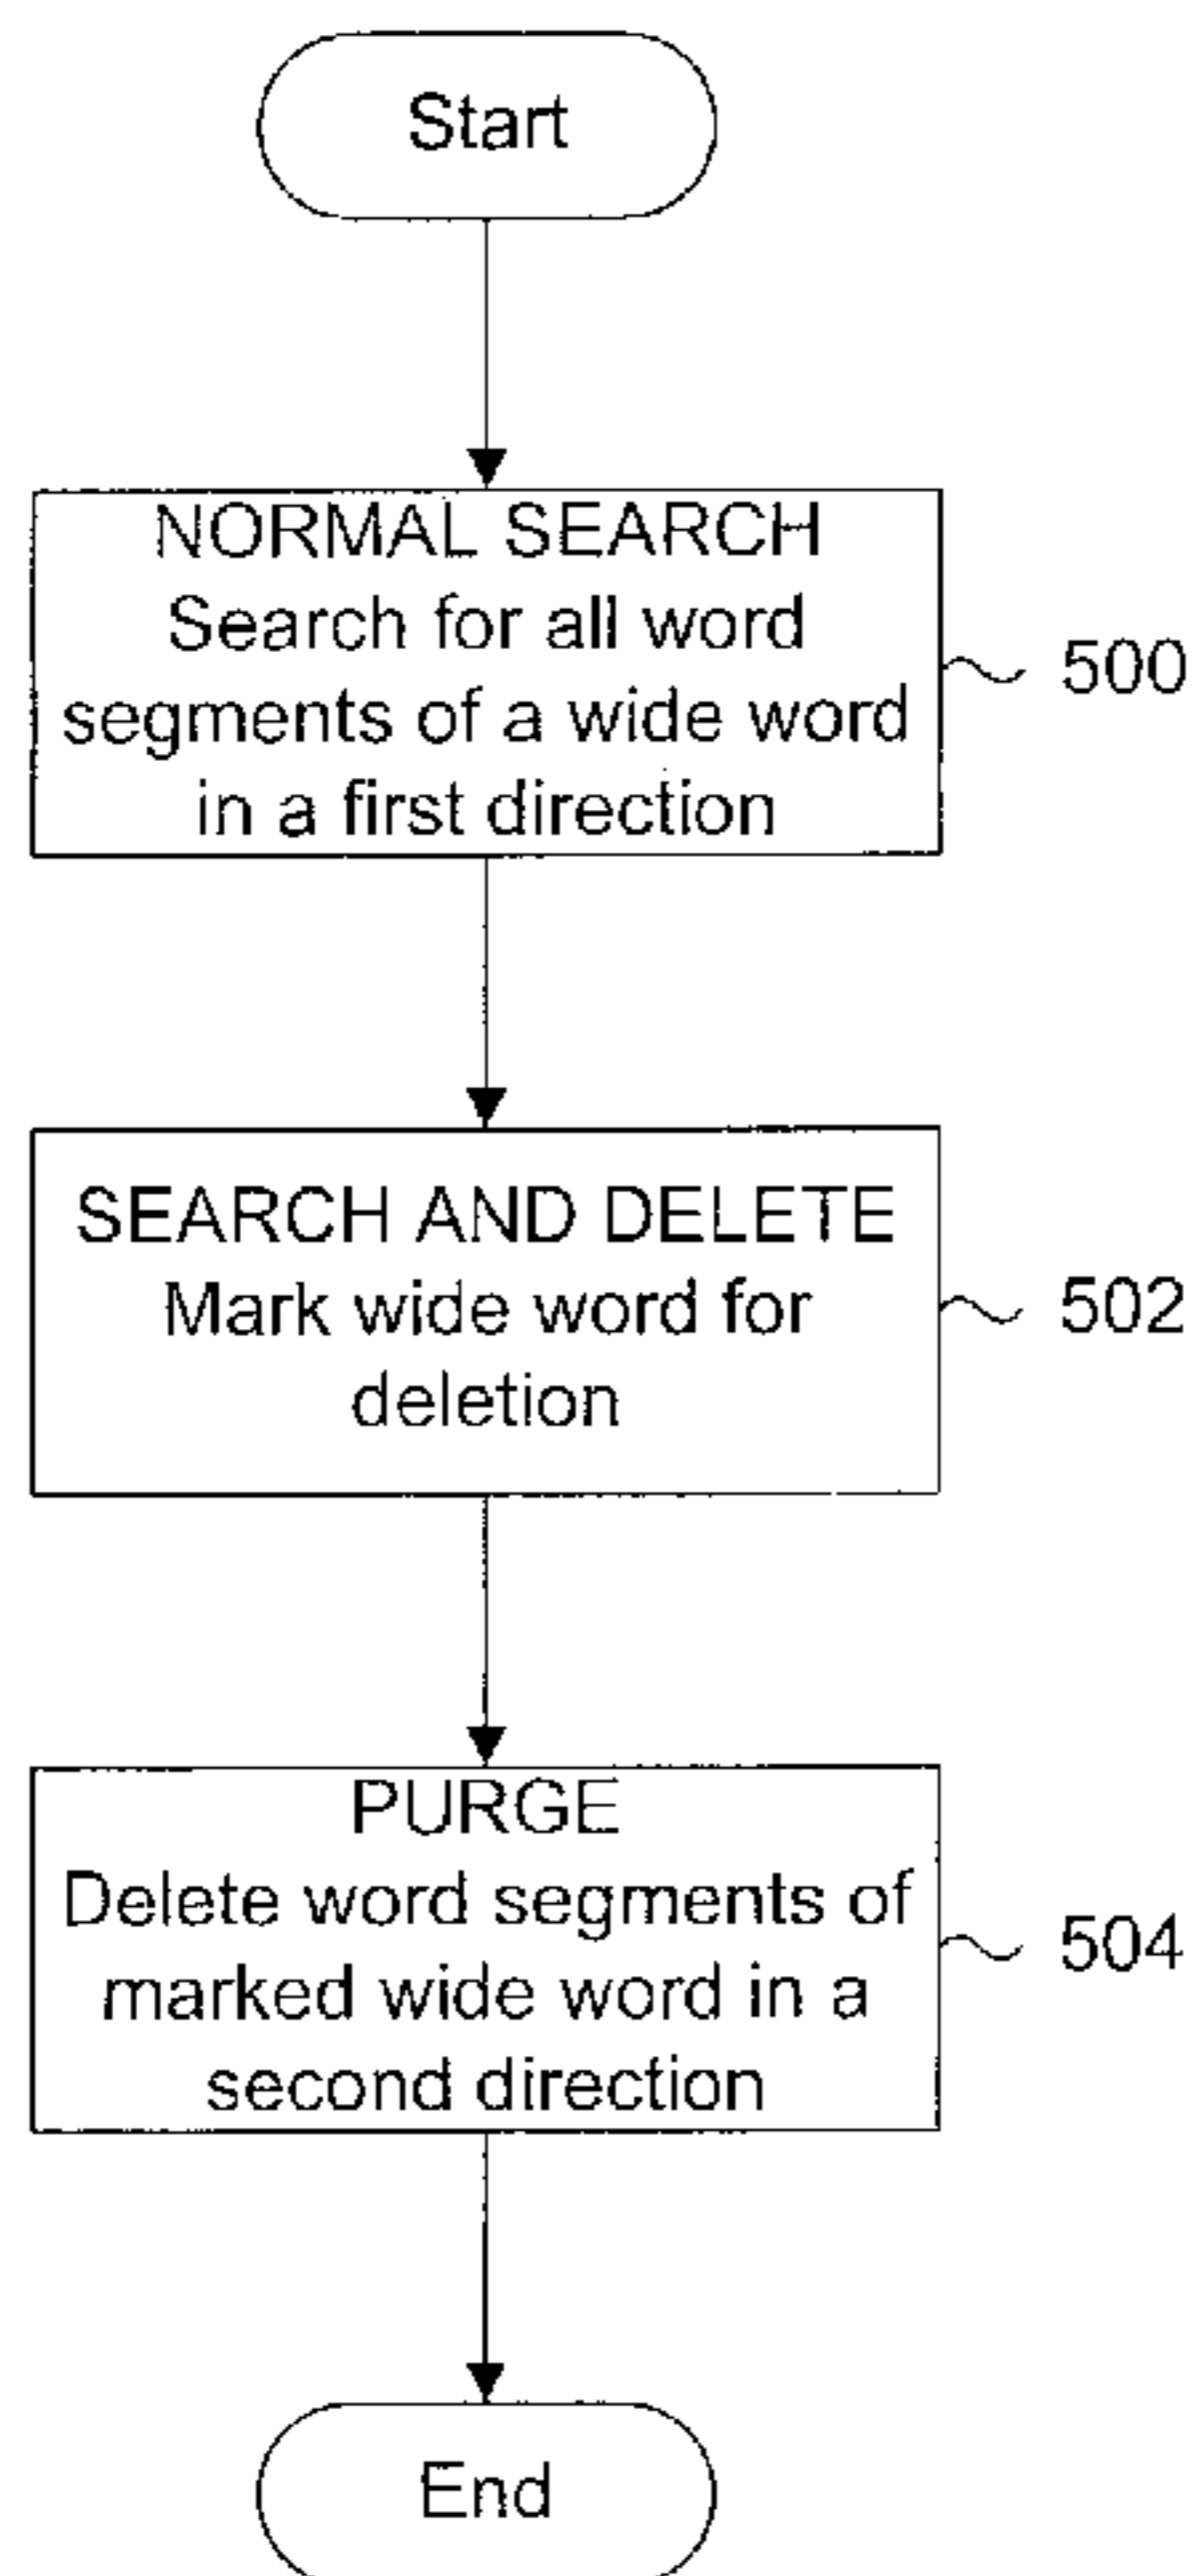 Start
NORMAL SEARCH
Search for all word
segments of a wide word
in a first direction
500
SEARCH AND DELETE
Mark wide word for
deletion
502
PURGE
Delete word segments of
marked wide word in a
second direction
504
End